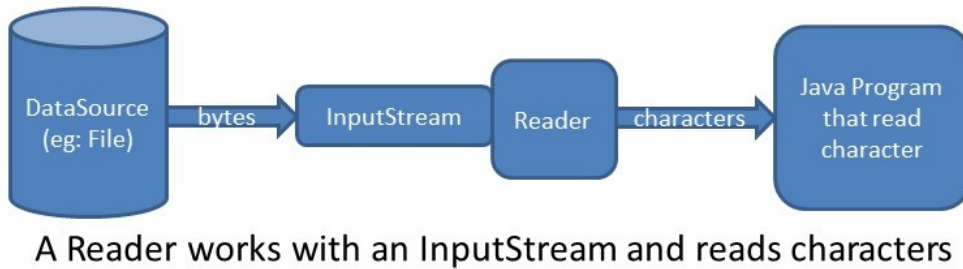 DataSource
(eg: File)
bytes
InputStream
Reader
characters
Java Program
that read
character
A Reader works with an InputStream and reads characters